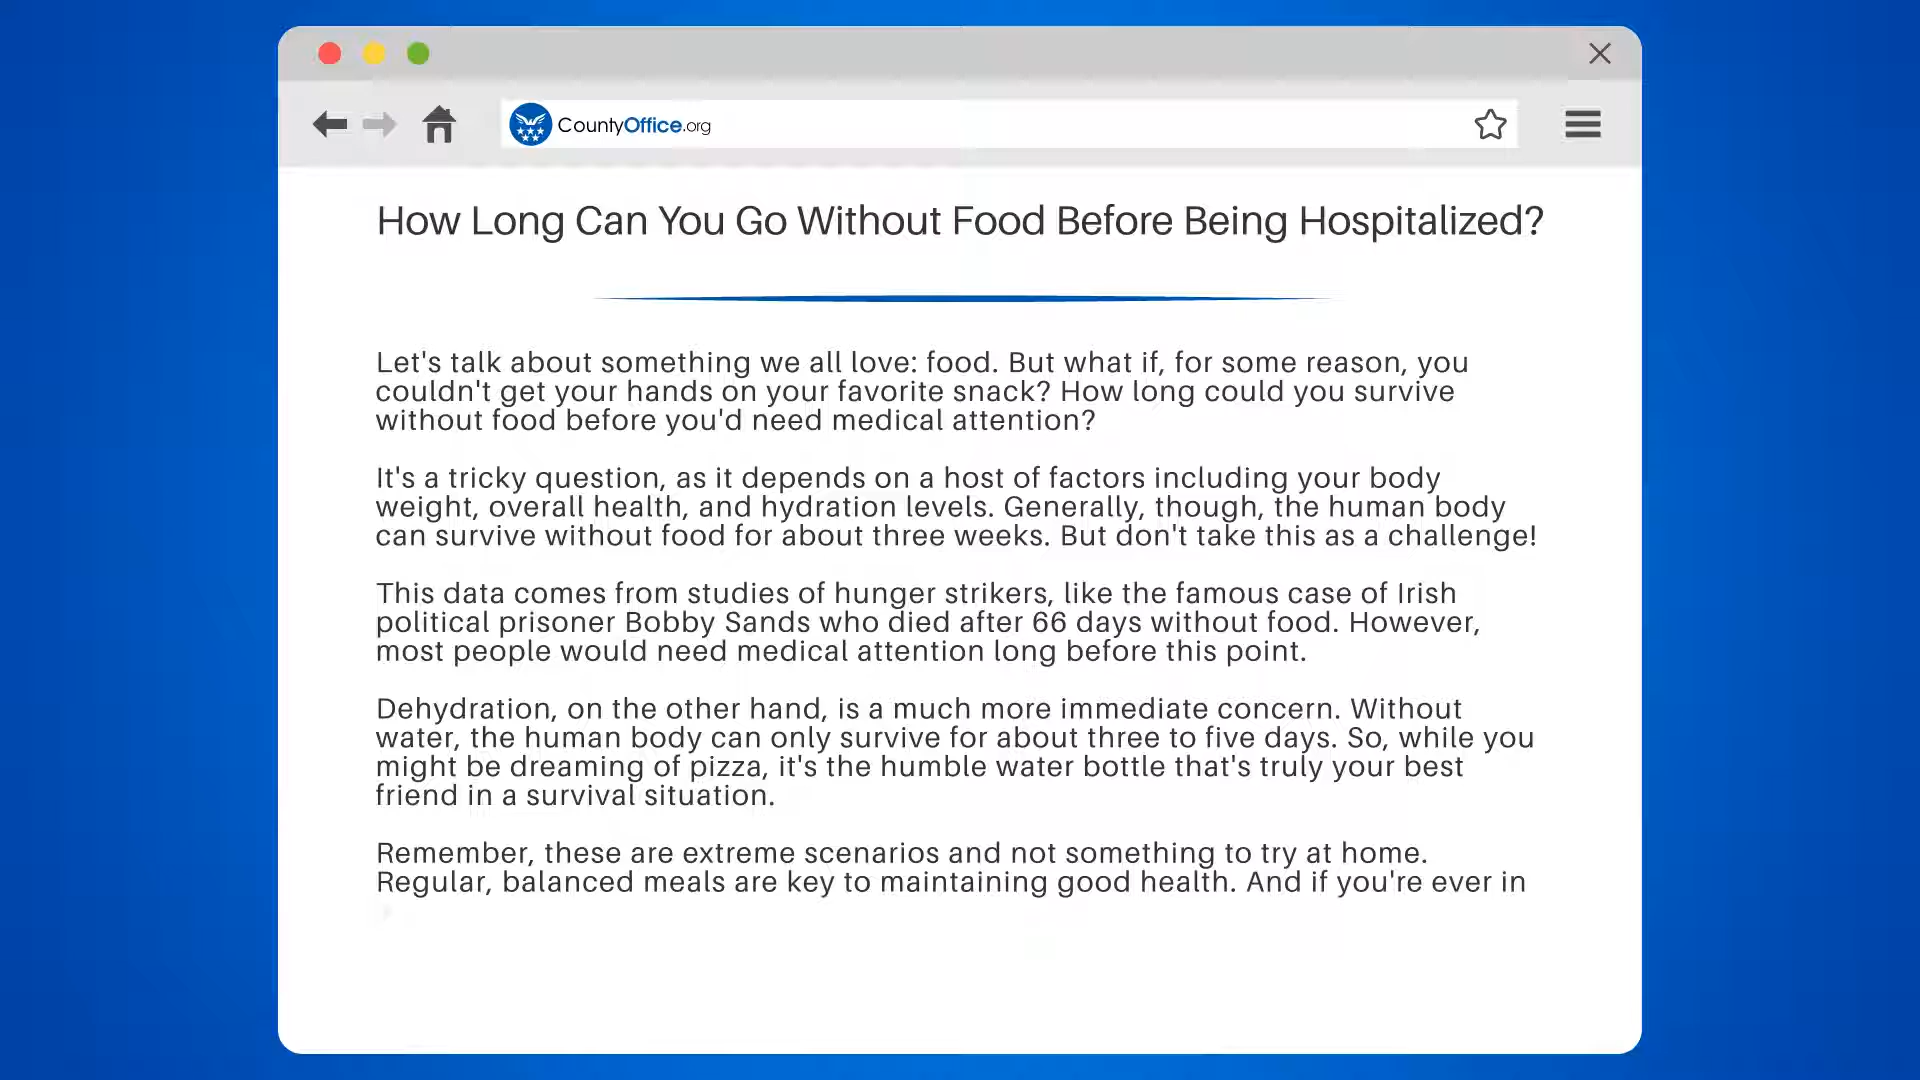 CountyOffice.org
How Long Can You Go Without Food Before Being Hospitalized?
Let's talk about something we all love: food. But what if, for some reason, you
couldn't get your hands on your favorite snack? How long could you survive
without food before you'd need medical attention?
It's a tricky question, as it depends on a host of factors including your body
weight, overall health, and hydration levels. Generally, though, the human body
can survive without food for about three weeks. But don't take this as a challenge!
This data comes from studies of hunger strikers, like the famous case of Irish
political prisoner Bobby Sands who died after 66 days without food. However,
most people would need medical attention long before this point.
Dehydration, on the other hand, is a much more immediate concern. Without
water, the human body can only survive for about three to five days. So, while you
might be dreaming of pizza, it's the humble water bottle that's truly your best
friend in a survival situation.
Remember, these are extreme scenarios and not something to try at home.
Regular, balanced meals are key to maintaining good health. And if you're ever in